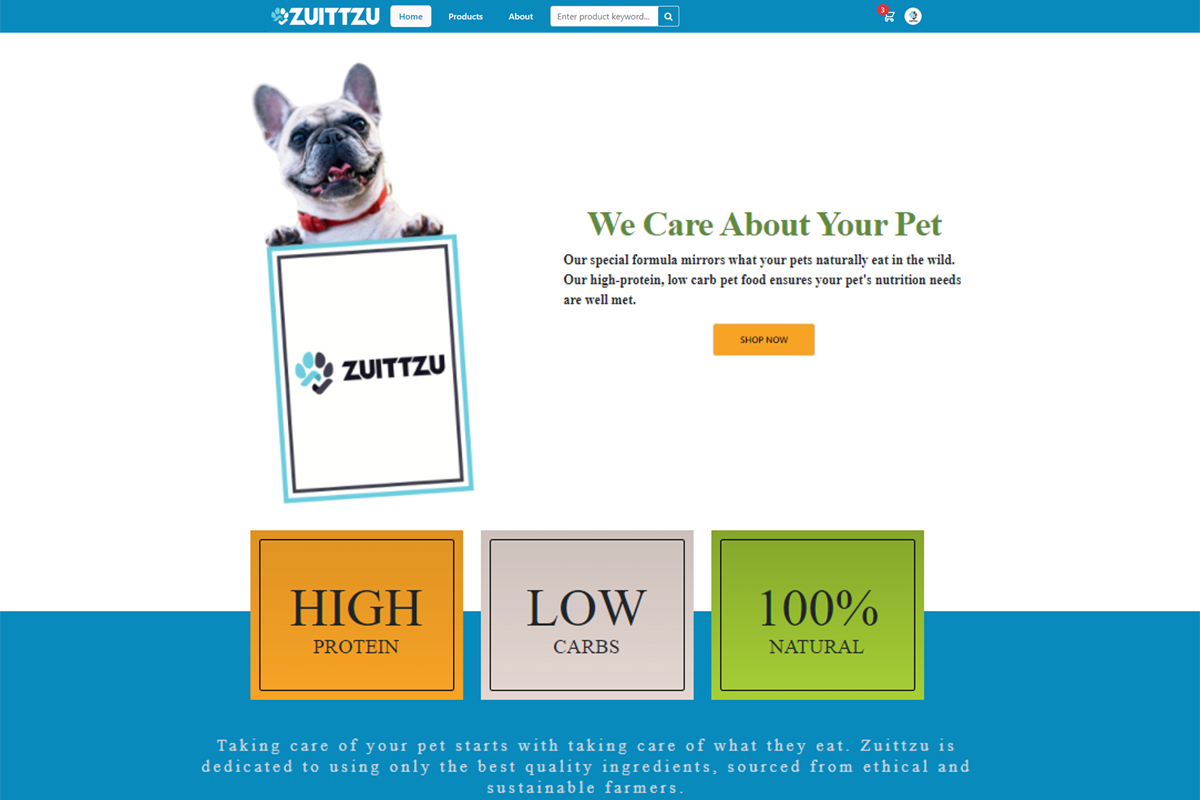 ZUITTZU
Home
Products
About
Enter product keyword...
3
We Care About Your Pet
Our special formula mirrors what your pets naturally eat in the wild.
Our high-protein, low carb pet food ensures your pet's nutrition needs
are well met.
SHOP NOW
ZUITTZU
HIGH
PROTEIN
LOW
CARBS
100%
NATURAL
Taking care of your pet starts with taking care of what they eat. Zuittzu is
dedicated to using only the best quality ingredients, sourced from ethical and
sustainable farmers.